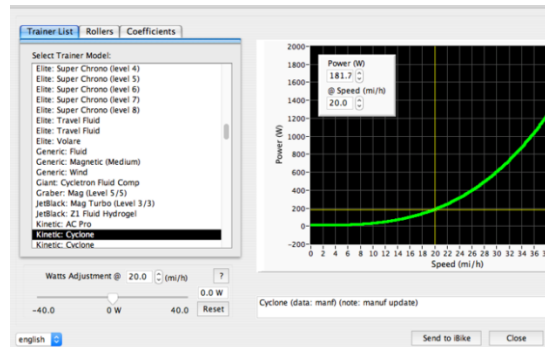 Trainer List Rollers Coefficients
Select Trainer Model:
Elite: Super Chrono (level 4)
Elite: Super Chrono (level 5)
Elite: Super Chrono (level 6)
Elite: Super Chrono (level 7)
Elite: Super Chrono (level 8)
Elite: Travel Fluid
Elite: Travel Fluid
Elite: Volare
Generic: Fluid
Generic: Magnetic (Medium)
Generic: Wind
Giant: Cycletron Fluid Comp
Graber: Mag (Level 5/5)
JetBlack: Mag Turbo (Level 3/3)
JetBlack: Z1 Fluid Hydrogel
Kinetic: AC Pro
Kinetic: Cyclone
Kinetic: Cyclone
Watts Adjustment @ 20.0 (mi/h) ?
0.0 W
-40.0 0 W 40.0 Reset
english
Power (W)
2000
1800
1600
1400
1200
1000
800
600
400
200
0
-200
Power (W)
181.7
@ Speed (mi/h)
20.0
0 2 4 6 8 10 12 14 16 18 20 22 24 26 28 30 32 34 36
Speed (mi/h)
Cyclone (data: manf) (note: manuf update)
Send to iBike Close